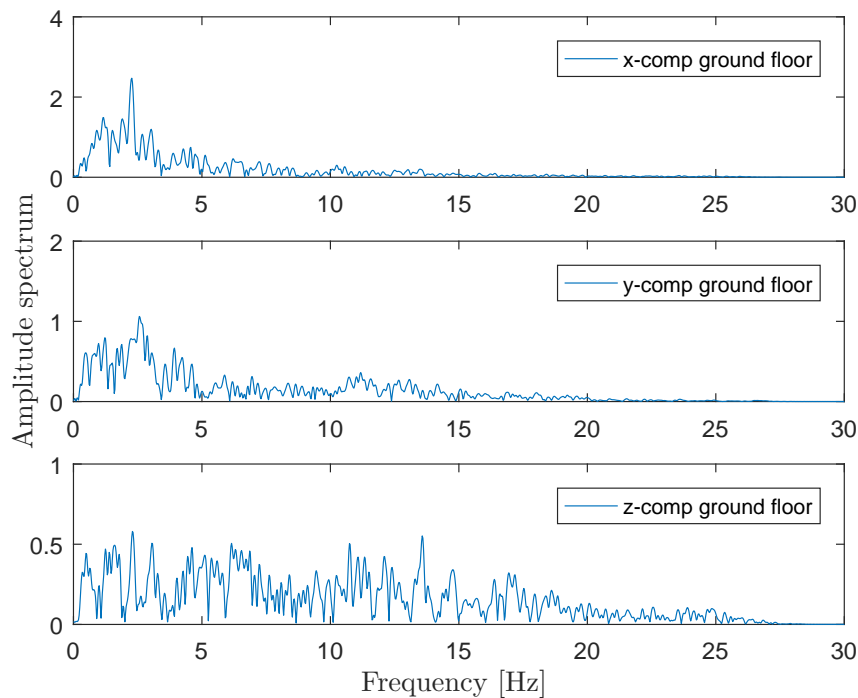 4
x-comp ground floor
2
0
0 5 10 15 20 25 30
2
y-comp ground floor
1
0
0 5 10 15 20 25 30
Amplitude spectrum
1
z-comp ground floor
0.5
0
0 5 10 15 20 25 30
Frequency [Hz]